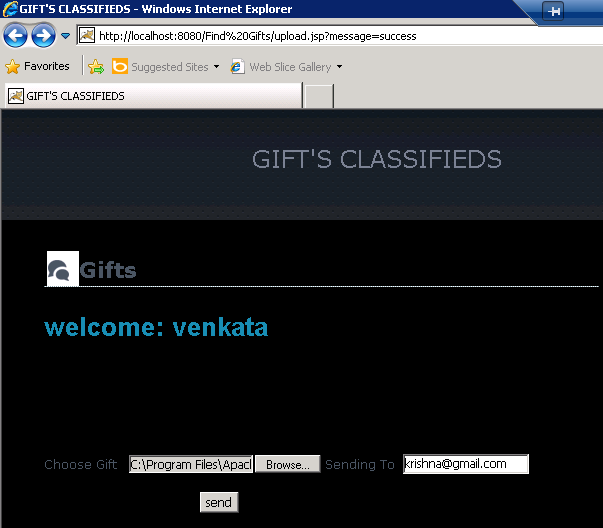 GIFT'S CLASSIFIEDS - Windows Internet Explorer
http://localhost:8080/Find%20Gifts/upload.jsp?message=success
Favorites Suggested Sites Web Slice Gallery
GIFT'S CLASSIFIEDS
GIFT'S CLASSIFIEDS
Gifts
welcome: venkata
Choose Gift C:\Program Files\Apacl Browse... Sending To krishna@gmail.com
send